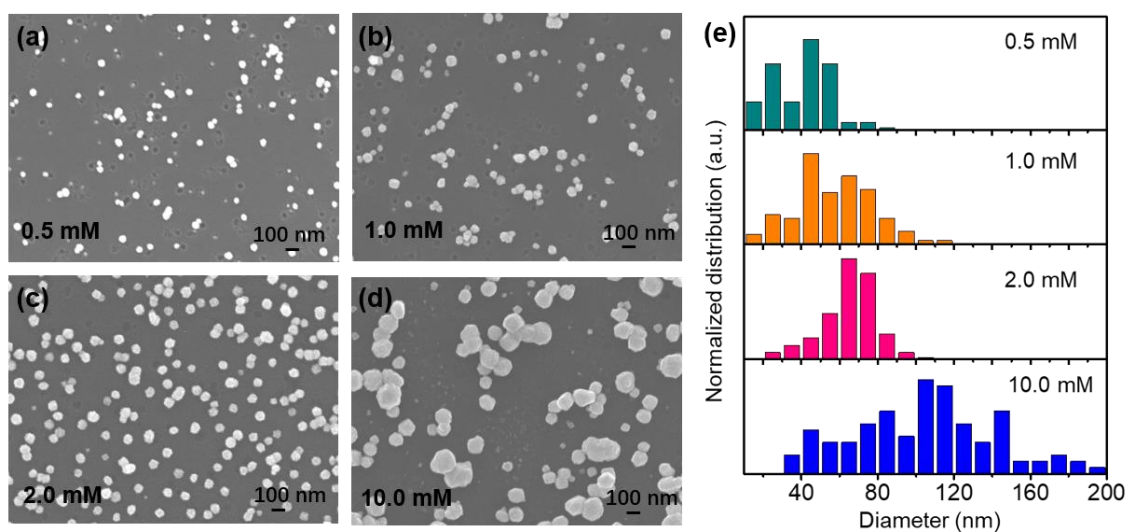 (a)
0.5 mM
100 nm
(b)
1.0 mM
100 nm
(c)
2.0 mM
100 nm
(d)
10.0 mM
100 nm
(e)
0.5 mM
1.0 mM
2.0 mM
10.0 mM
Normalized distribution (a.u.)
40 80 120 160 200
Diameter (nm)